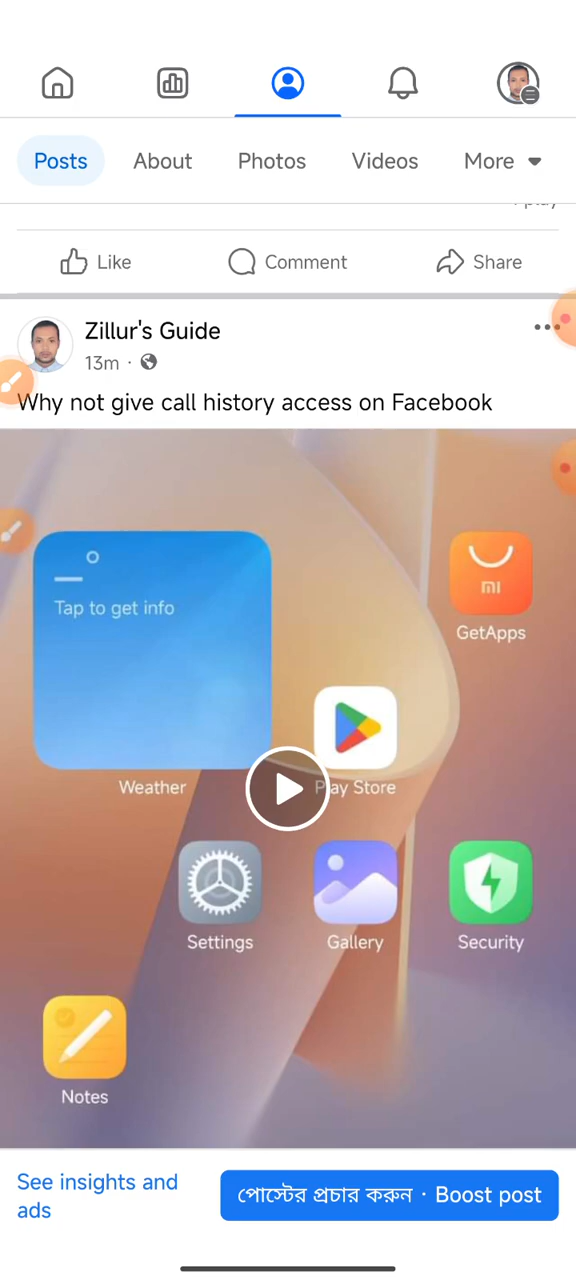 Posts About Photos Videos More
Like Comment Share
Zillur's Guide
13m ·
Why not give call history access on Facebook
Tap to get info
Weather
mi
GetApps
Play Store
Settings
Gallery
Security
Notes
See insights and
ads
পোস্টের প্রচার করুন · Boost post